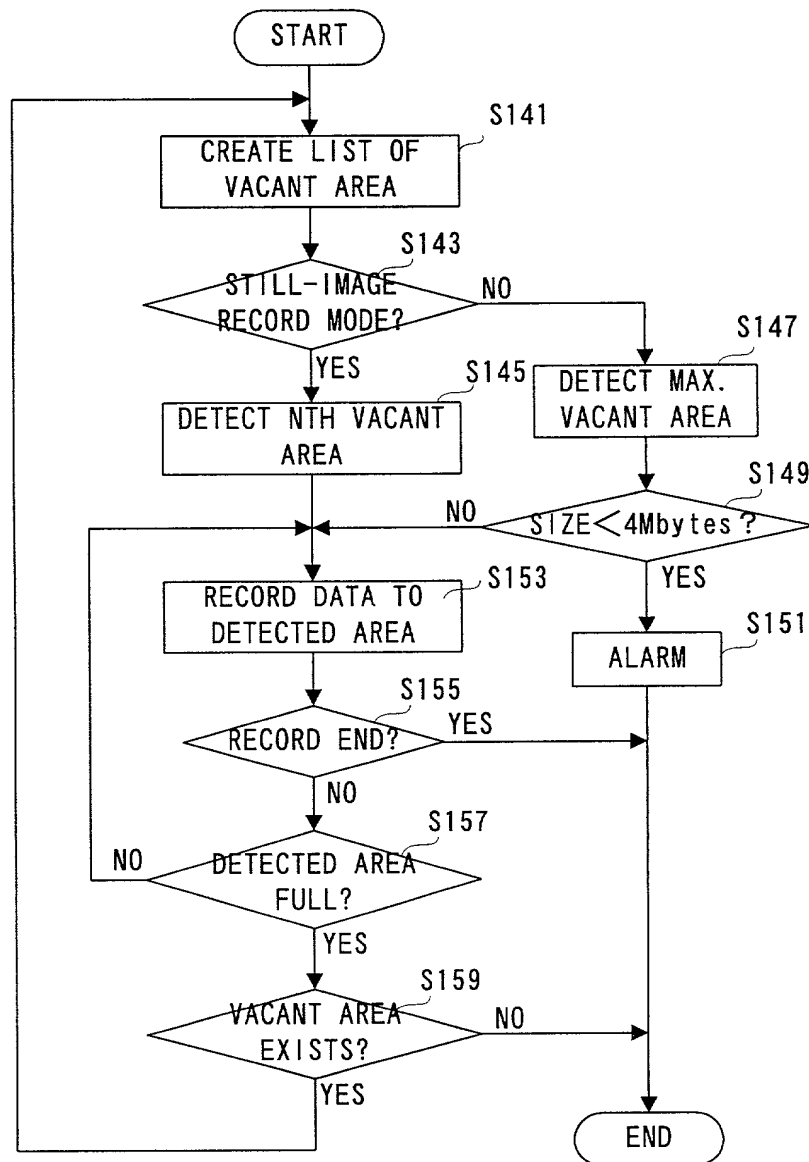 START
S141
CREATE LIST OF
VACANT AREA
S143
STILL-IMAGE
RECORD MODE?
NO
YES
S145
DETECT NTH VACANT
AREA
S147
DETECT MAX.
VACANT AREA
S149
SIZE<4Mbytes?
NO
YES
S151
ALARM
S153
RECORD DATA TO
DETECTED AREA
S155
RECORD END?
YES
NO
S157
DETECTED AREA
FULL?
NO
YES
S159
VACANT AREA
EXISTS?
NO
YES
END